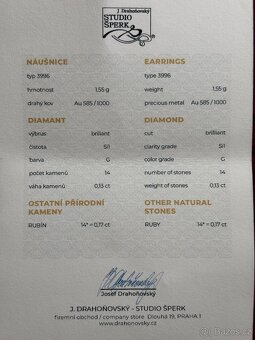 J. Drahoňovský
STUDIO
ŠPERK
NÁUŠNICE EARRINGS
typ 3996 type 3996
hmotnost 1,55 g weight 1,55 g
drahý kov Au 585 / 1000 precious metal Au 585 / 1000
DIAMANT DIAMOND
výbrus briliant cut brilliant
čistota SI1 clarity grade SI1
barva G color grade G
počet kamenů 14 number of stones 14
váha kamenů 0,13 ct weight of stones 0,13 ct
OSTATNÍ PŘÍRODNÍ OTHER NATURAL
KAMENY STONES
RUBÍN 14* = 0,17 ct RUBY 14* = 0,17 ct
Josef Drahoňovský
J. DRAHOŇOVSKÝ - STUDIO ŠPERK
firemní obchod / company store Dlouhá 19, PRAHA 1
www.drahonovsky.cz